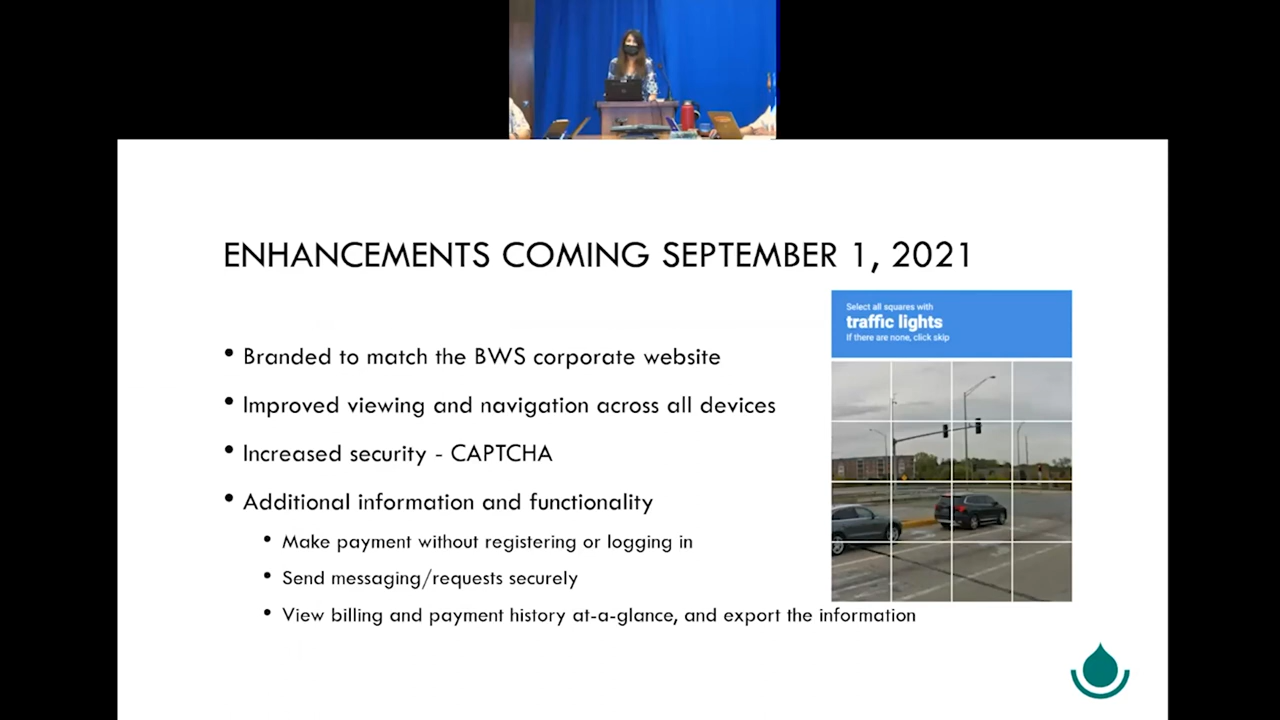 ENHANCEMENTS COMING SEPTEMBER 1, 2021
Select all squares with
traffic lights
If there are none, click skip
• Branded to match the BWS corporate website
• Improved viewing and navigation across all devices
• Increased security - CAPTCHA
• Additional information and functionality
• Make payment without registering or logging in
• Send messaging/requests securely
• View billing and payment history at-a-glance, and export the information